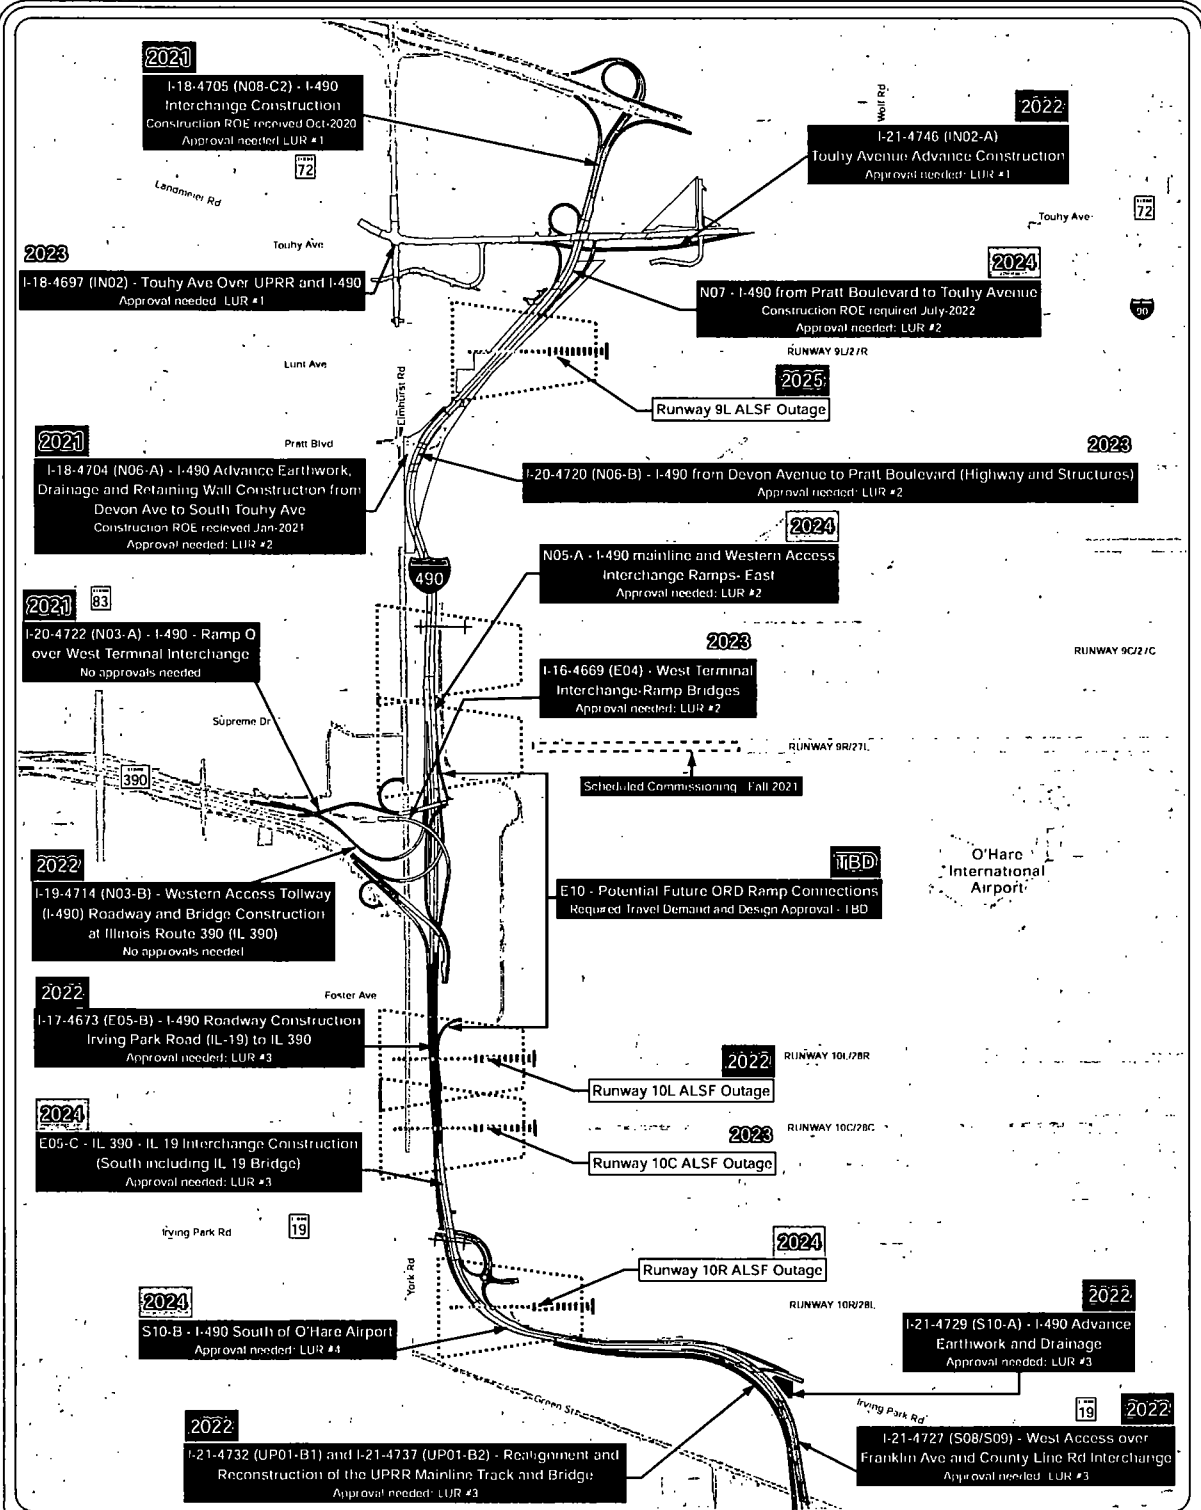 2021
I-18-4705 (N08-C2) - I-490
Interchange Construction
Construction ROE received Oct-2020
Approval needed LUR #1
72
Landmeier Rd
Wolf Rd
2022
I-21-4746 (IN02-A)
Touhy Avenue Advance Construction
Approval needed: LUR #1
Touhy Ave
72
Touhy Ave
2023
I-18-4697 (IN02) - Touhy Ave Over UPRR and I-490
Approval needed LUR #1
2024
N07 - I-490 from Pratt Boulevard to Touhy Avenue
Construction ROE required July-2022
Approval needed: LUR #2
90
Lunt Ave
Elmhurst Rd
RUNWAY 9L/27R
2025
Runway 9L ALSF Outage
Pratt Blvd
2021
I-18-4704 (N06-A) - I-490 Advance Earthwork,
Drainage and Retaining Wall Construction from
Devon Ave to South Touhy Ave
Construction ROE recieved Jan-2021
Approval needed: LUR #2
2023
I-20-4720 (N06-B) - I-490 from Devon Avenue to Pratt Boulevard (Highway and Structures)
Approval needed: LUR #2
2024
N05-A - I-490 mainline and Western Access
Interchange Ramps- East
Approval needed: LUR #2
490
2021
83
I-20-4722 (N03-A) - I-490 - Ramp O
over West Terminal Interchange
No approvals needed
2023
I-16-4669 (E04) - West Terminal
Interchange-Ramp Bridges
Approval needed: LUR #2
RUNWAY 9C/27C
Supreme Dr
RUNWAY 9R/27L
390
Scheduled Commissioning Fall 2021
2022
I-19-4714 (N03-B) - Western Access Tollway
(I-490) Roadway and Bridge Construction
at Illinois Route 390 (IL 390)
No approvals needed
TBD
E10 - Potential Future ORD Ramp Connections
Required Travel Demand and Design Approval - TBD
O'Hare
International
Airport
2022
Foster Ave
I-17-4673 (E05-B) - I-490 Roadway Construction
Irving Park Road (IL-19) to IL 390
Approval needed: LUR #3
2022
RUNWAY 10L/28R
Runway 10L ALSF Outage
2024
E05-C - IL 390 - IL 19 Interchange Construction
(South including IL 19 Bridge)
Approval needed: LUR #3
2023
RUNWAY 10C/28C
Runway 10C ALSF Outage
Irving Park Rd
19
York Rd
2024
Runway 10R ALSF Outage
RUNWAY 10R/28L
2024
S10-B - I-490 South of O'Hare Airport
Approval needed: LUR #4
2022
I-21-4729 (S10-A) - I-490 Advance
Earthwork and Drainage
Approval needed: LUR #3
Green St
Irving Park Rd
19
2022
2022
I-21-4732 (UP01-B1) and I-21-4737 (UP01-B2) - Realignment and
Reconstruction of the UPRR Mainline Track and Bridge
Approval needed: LUR #3
I-21-4727 (S08/S09) - West Access over
Franklin Ave and County Line Rd Interchange
Approval needed LUR #3